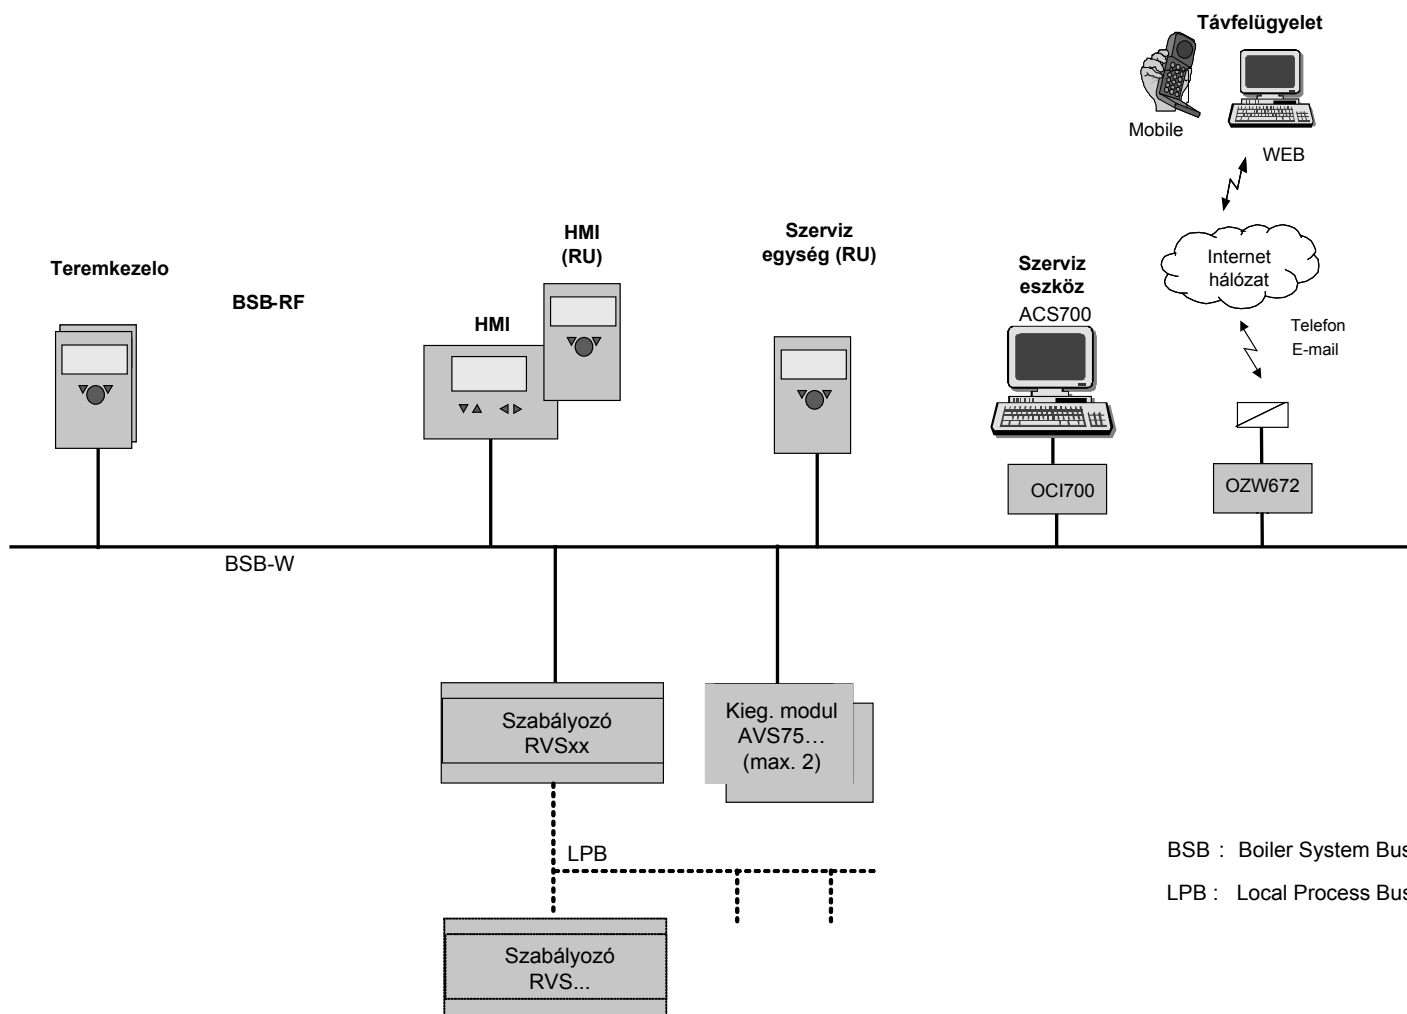 Távfelügyelet
Mobile
WEB
HMI
(RU)
Szerviz
egység (RU)
Teremkezelo
BSB-RF
HMI
Szerviz
eszköz
ACS700
Internet
hálózat
Telefon
E-mail
OCI700
OZW672
BSB-W
Szabályozó
RVSxx
Kieg. modul
AVS75...
(max. 2)
LPB
BSB : Boiler System Bus
LPB : Local Process Bus
Szabályozó
RVS...